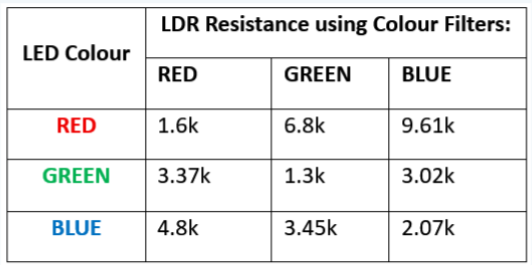 LED Colour
LDR Resistance using Colour Filters:
RED GREEN BLUE
RED 1.6k 6.8k 9.61k
GREEN 3.37k 1.3k 3.02k
BLUE 4.8k 3.45k 2.07k